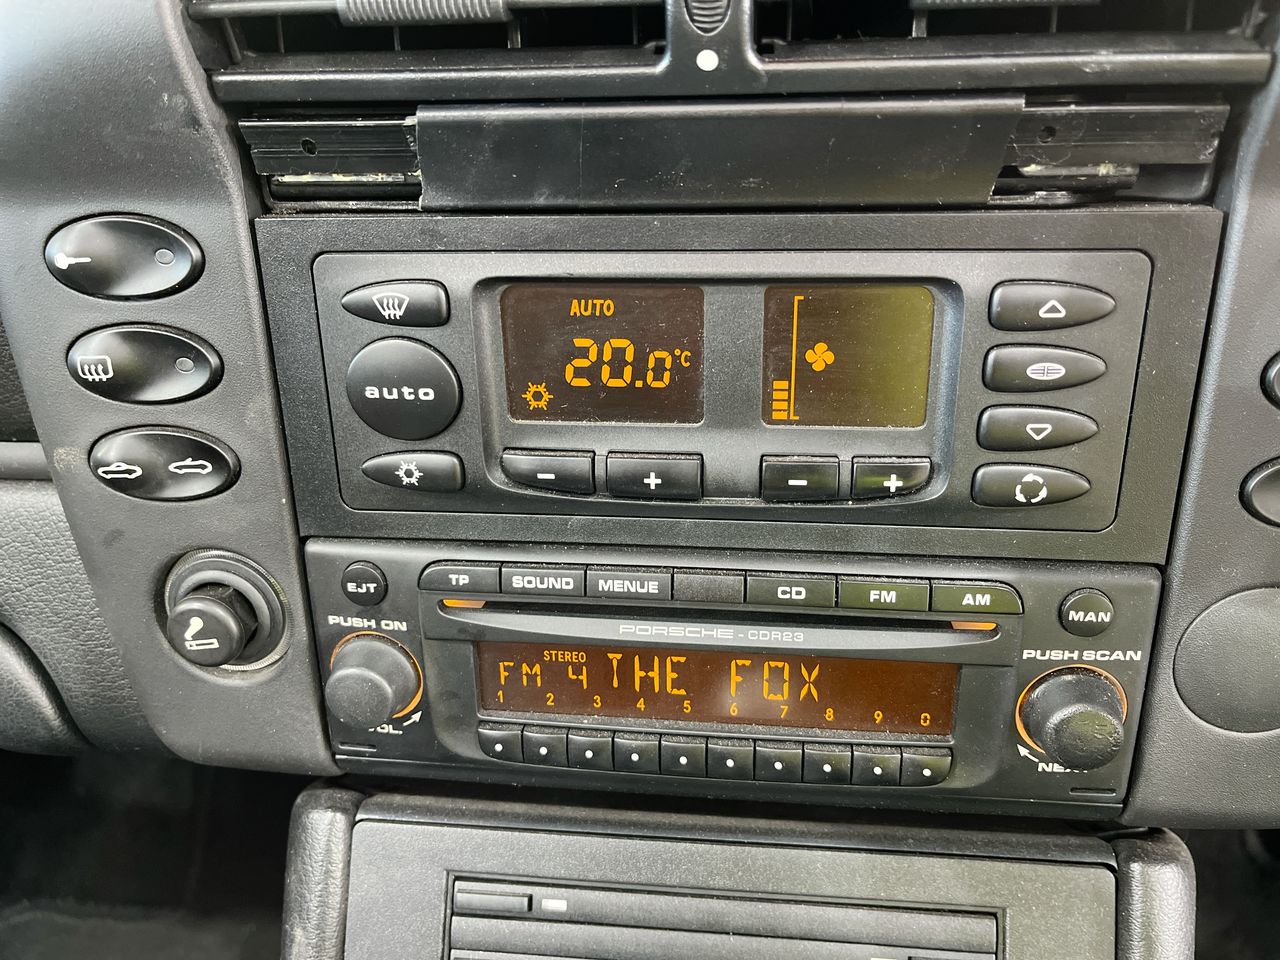 AUTO
20.0°C
auto
- + - +
EJT TP SOUND MENUE CD FM AM MAN
PUSH ON
PORSCHE - CDR23
PUSH SCAN
STEREO
FM 4 THE FOX
1 2 3 4 5 6 7 8 9 0